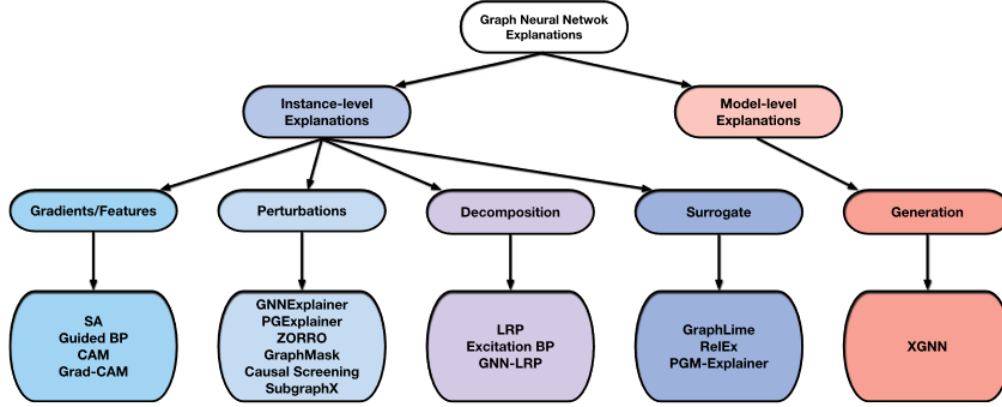 Graph Neural Netwok
Explanations
Instance-level
Explanations
Model-level
Explanations
Gradients/Features
Perturbations
Decomposition
Surrogate
Generation
SA
Guided BP
CAM
Grad-CAM
GNNExplainer
PGExplainer
ZORRO
GraphMask
Causal Screening
SubgraphX
LRP
Excitation BP
GNN-LRP
GraphLime
RelEx
PGM-Explainer
XGNN